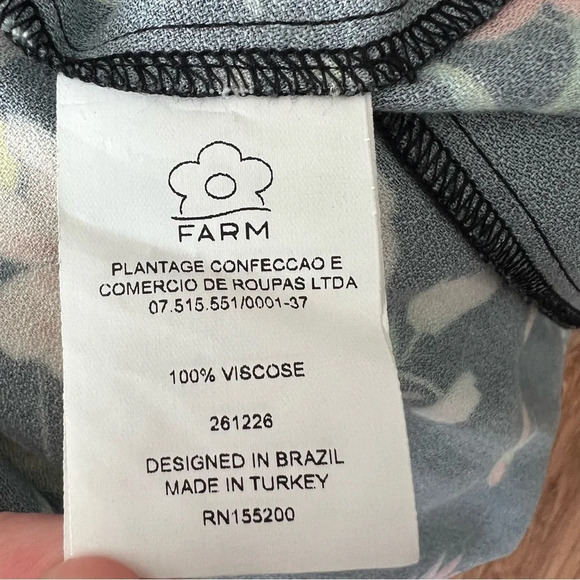 FARM
PLANTAGE CONFECCAO E
COMERCIO DE ROUPAS LTDA
07.515.551/0001-37
100% VISCOSE
261226
DESIGNED IN BRAZIL
MADE IN TURKEY
RN155200